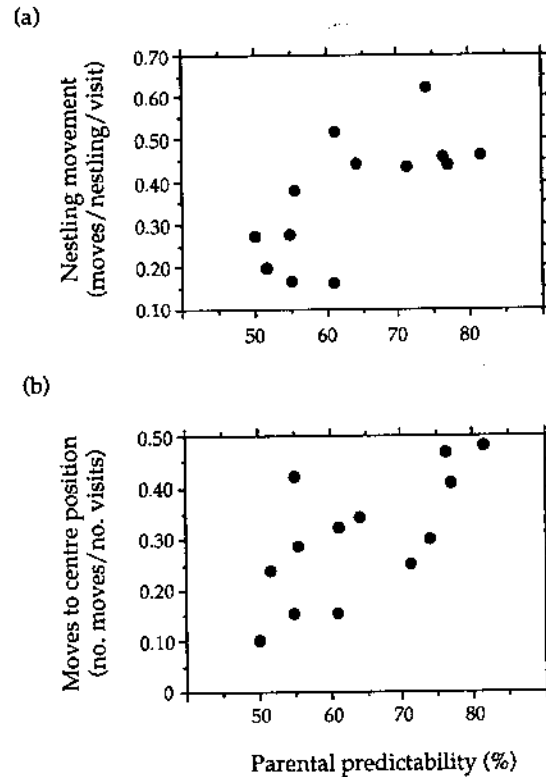 (a)
Nestling movement
(moves/nestling/visit)
0.70
0.60
0.50
0.40
0.30
0.20
0.10
50 60 70 80
(b)
Moves to centre position
(no. moves/no. visits)
0.50
0.40
0.30
0.20
0.10
0
50 60 70 80
Parental predictability (%)